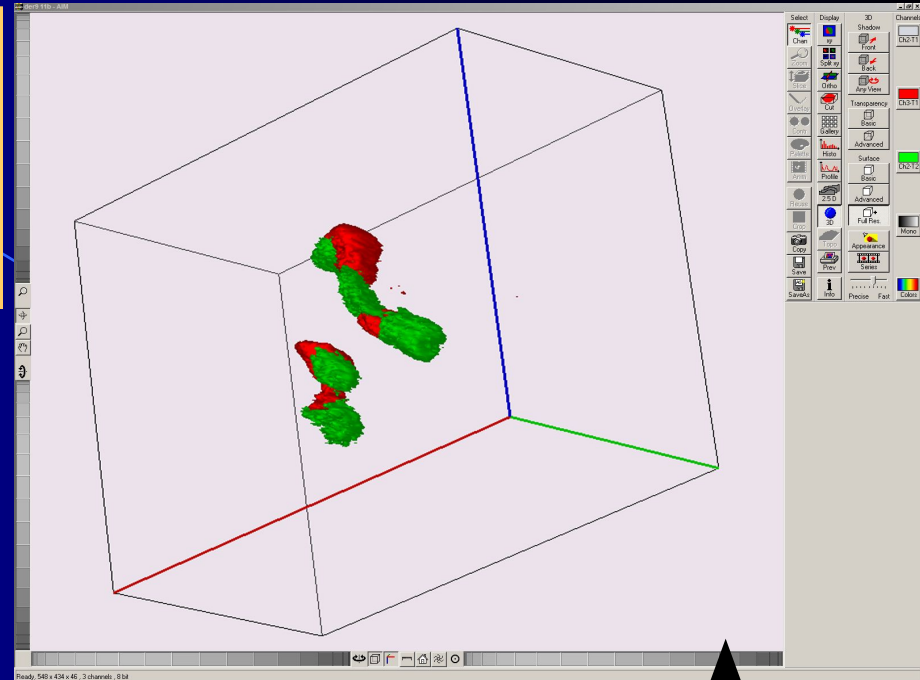 Select
Display
3D
Channels
Shadow
Ch2-T1
Chan
xy
Front
Zoom
Split xy
Back
Slice
Ortho
Any View
Ch3-T1
Overlay
Cut
Transparency
Contr
Gallery
Basic
Palette
Histo
Advanced
Ch2-T2
Profile
Surface
Basic
Reuse
2.5 D
Advanced
Crop
3D
Full Res.
Mono
Copy
Topo
Appearance
Save
Prev
Series
SaveAs
Info
Precise Fast
Colors
Ready, 548 x 434 x 46 , 3 channels , 8 bit